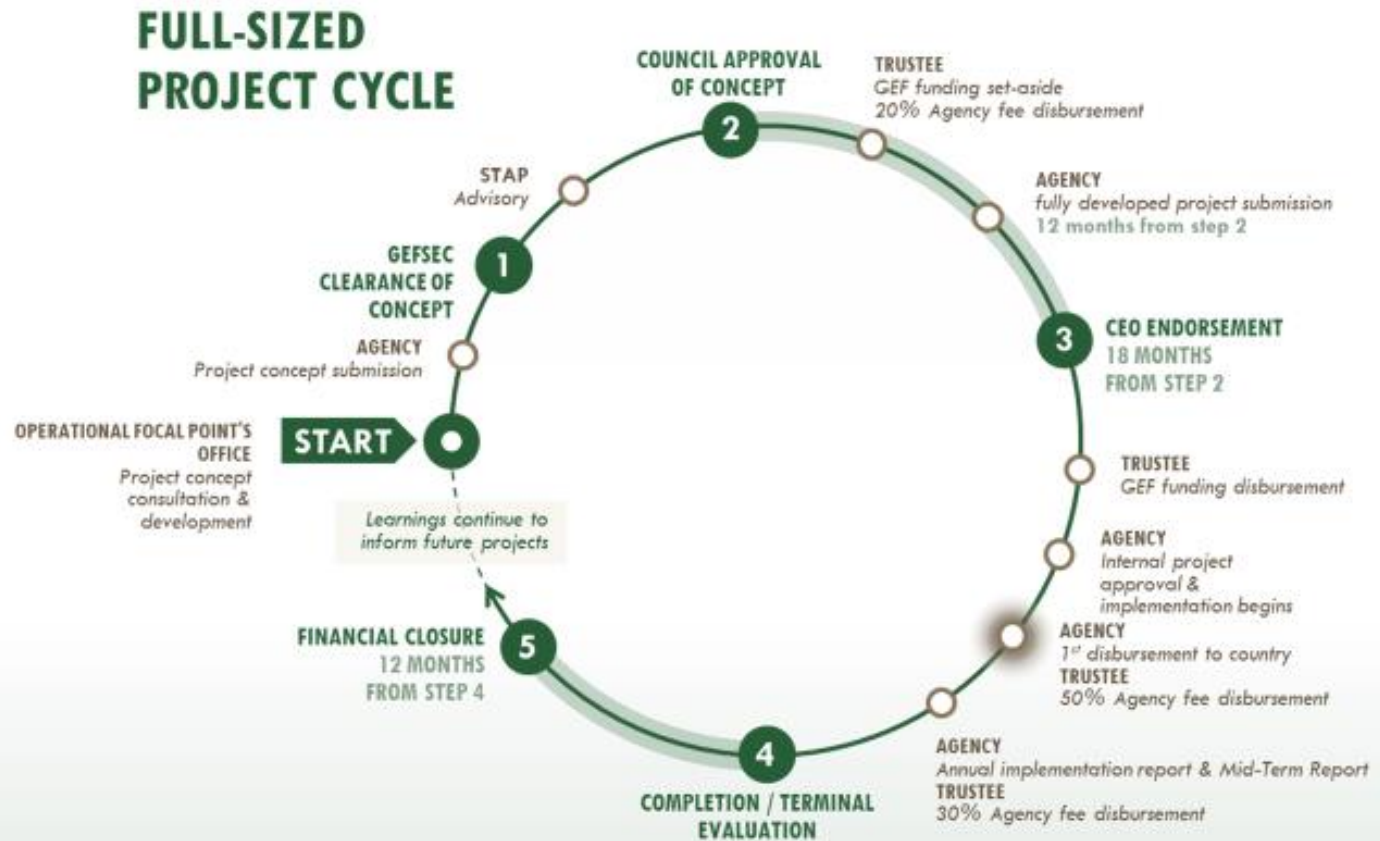 FULL-SIZED
PROJECT CYCLE
OPERATIONAL FOCAL POINT'S
OFFICE
Project concept
consultation &
development
START
AGENCY
Project concept submission
1
GEFSEC
CLEARANCE OF
CONCEPT
STAP
Advisory
2
COUNCIL APPROVAL
OF CONCEPT
TRUSTEE
GEF funding set-aside
20% Agency fee disbursement
AGENCY
fully developed project submission
12 months from step 2
3
CEO ENDORSEMENT
18 MONTHS
FROM STEP 2
TRUSTEE
GEF funding disbursement
AGENCY
Internal project
approval &
implementation begins
AGENCY
1st disbursement to country
TRUSTEE
50% Agency fee disbursement
AGENCY
Annual implementation report & Mid-Term Report
TRUSTEE
30% Agency fee disbursement
4
COMPLETION / TERMINAL
EVALUATION
5
FINANCIAL CLOSURE
12 MONTHS
FROM STEP 4
Learnings continue to
inform future projects